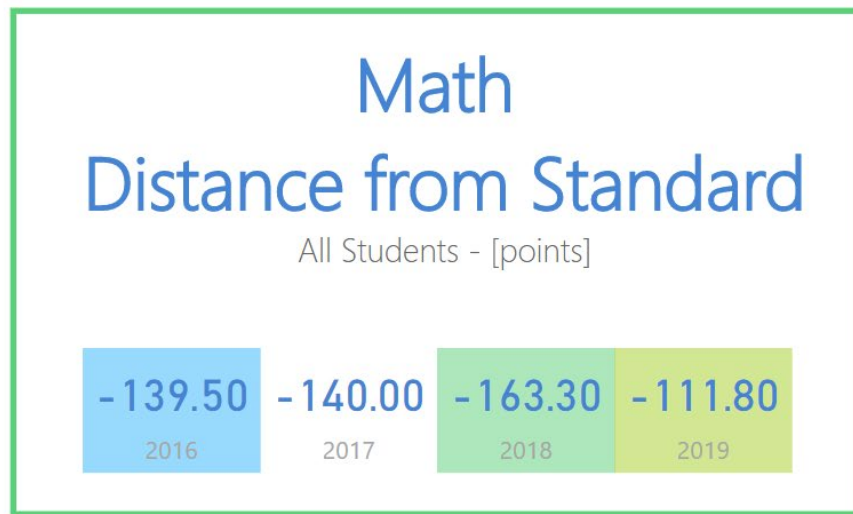 Math
Distance from Standard
All Students - [points]
-139.50 -140.00 -163.30 -111.80
2016 2017 2018 2019